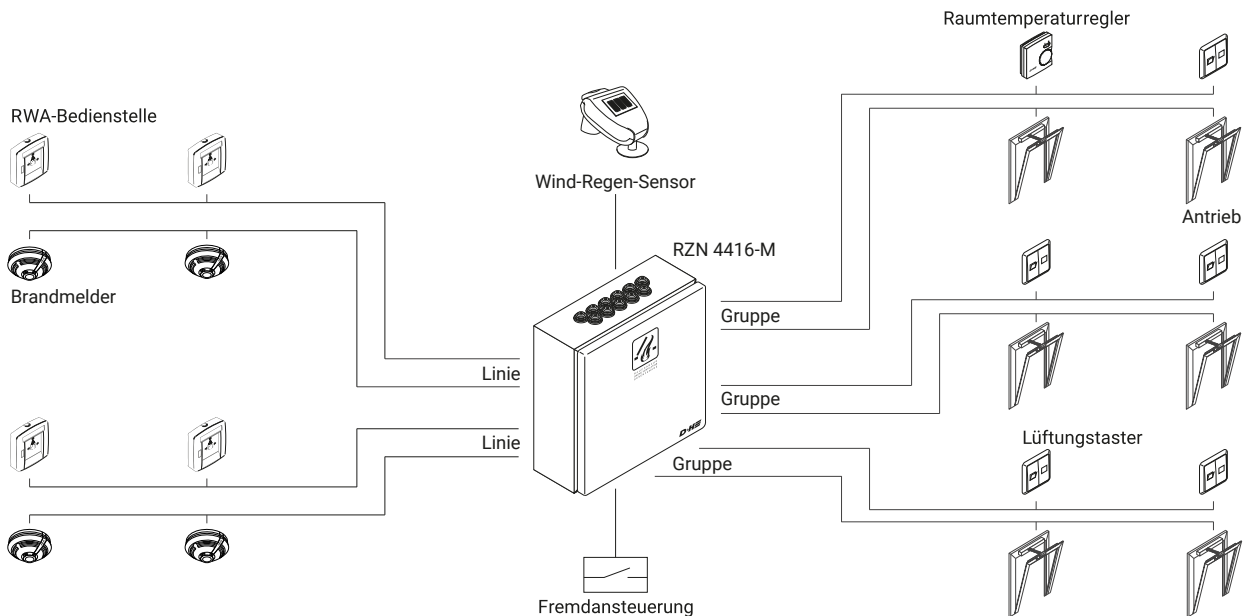 Raumtemperaturregler
RWA-Bedienstelle
Wind-Regen-Sensor
Antrieb
RZN 4416-M
Brandmelder
Gruppe
Linie
Gruppe
Linie
Lüftungstaster
Gruppe
D+H
Fremdansteuerung